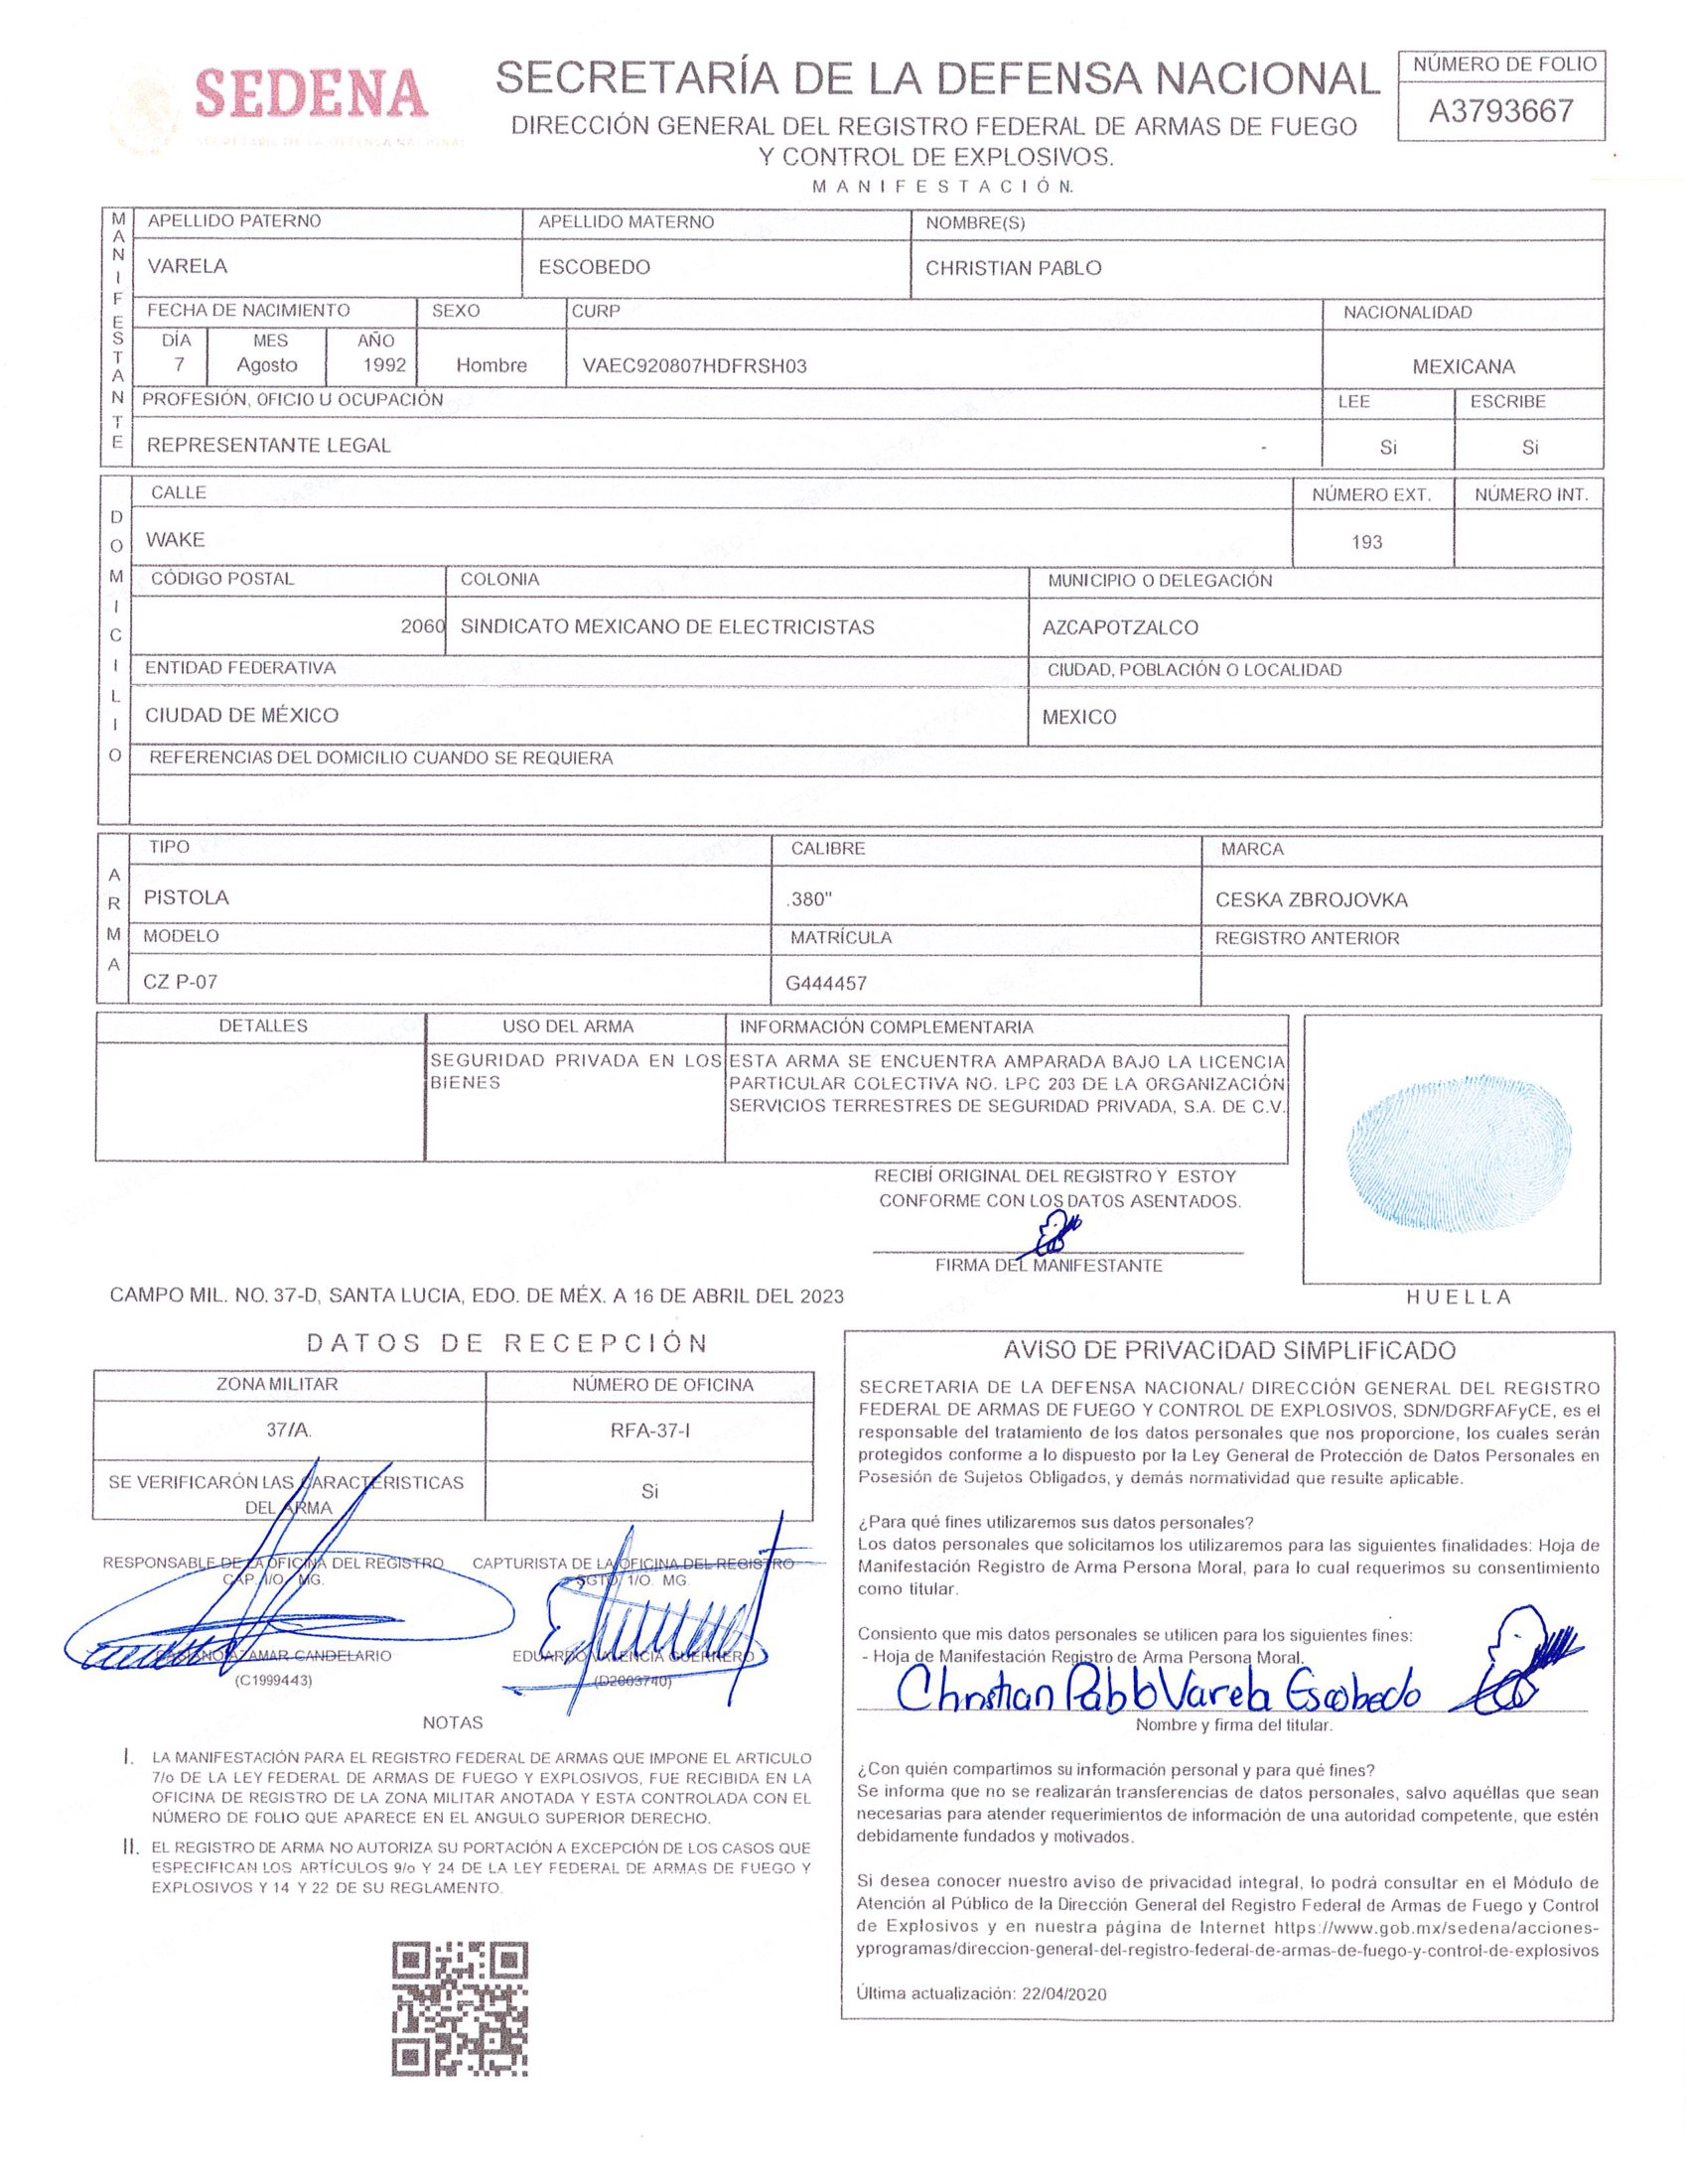 SEDENA
SECRETARÍA DE LA DEFENSA NACIONAL
SECRETARÍA DE LA DEFENSA NACIONAL
DIRECCIÓN GENERAL DEL REGISTRO FEDERAL DE ARMAS DE FUEGO
Y CONTROL DE EXPLOSIVOS.
MANIFESTACIÓN.
NÚMERO DE FOLIO
A3793667
MANIFESTANTE
APELLIDO PATERNO APELLIDO MATERNO NOMBRE(S)
VARELA ESCOBEDO CHRISTIAN PABLO
FECHA DE NACIMIENTO SEXO CURP NACIONALIDAD
DÍA MES AÑO
7 Agosto 1992 Hombre VAEC920807HDFRSH03 MEXICANA
PROFESIÓN, OFICIO U OCUPACIÓN LEE ESCRIBE
REPRESENTANTE LEGAL - Si Si
DOMICILIO
CALLE NÚMERO EXT. NÚMERO INT.
WAKE 193
CÓDIGO POSTAL COLONIA MUNICIPIO O DELEGACIÓN
2060 SINDICATO MEXICANO DE ELECTRICISTAS AZCAPOTZALCO
ENTIDAD FEDERATIVA CIUDAD, POBLACIÓN O LOCALIDAD
CIUDAD DE MÉXICO MEXICO
REFERENCIAS DEL DOMICILIO CUANDO SE REQUIERA
ARMA
TIPO CALIBRE MARCA
PISTOLA .380" CESKA ZBROJOVKA
MODELO MATRÍCULA REGISTRO ANTERIOR
CZ P-07 G444457
DETALLES USO DEL ARMA INFORMACIÓN COMPLEMENTARIA
SEGURIDAD PRIVADA EN LOS
BIENES
ESTA ARMA SE ENCUENTRA AMPARADA BAJO LA LICENCIA
PARTICULAR COLECTIVA NO. LPC 203 DE LA ORGANIZACIÓN
SERVICIOS TERRESTRES DE SEGURIDAD PRIVADA, S.A. DE C.V.
RECIBÍ ORIGINAL DEL REGISTRO Y ESTOY
CONFORME CON LOS DATOS ASENTADOS.
FIRMA DEL MANIFESTANTE
HUELLA
CAMPO MIL. NO. 37-D, SANTA LUCIA, EDO. DE MÉX. A 16 DE ABRIL DEL 2023
DATOS DE RECEPCIÓN
ZONA MILITAR NÚMERO DE OFICINA
37/A. RFA-37-I
SE VERIFICARÓN LAS CARACTERISTICAS
DEL ARMA
Si
RESPONSABLE DE LA OFICINA DEL REGISTRO
CAP. 1/O. MG.
AZAMAR CANDELARIO
(C1999443)
CAPTURISTA DE LA OFICINA DEL REGISTRO
SGTO. 1/O. MG.
EDUARDO VALENCIA GUERRERO
(D2003740)
NOTAS
I. LA MANIFESTACIÓN PARA EL REGISTRO FEDERAL DE ARMAS QUE IMPONE EL ARTICULO
7/o DE LA LEY FEDERAL DE ARMAS DE FUEGO Y EXPLOSIVOS, FUE RECIBIDA EN LA
OFICINA DE REGISTRO DE LA ZONA MILITAR ANOTADA Y ESTA CONTROLADA CON EL
NÚMERO DE FOLIO QUE APARECE EN EL ANGULO SUPERIOR DERECHO.
II. EL REGISTRO DE ARMA NO AUTORIZA SU PORTACIÓN A EXCEPCIÓN DE LOS CASOS QUE
ESPECIFICAN LOS ARTÍCULOS 9/o Y 24 DE LA LEY FEDERAL DE ARMAS DE FUEGO Y
EXPLOSIVOS Y 14 Y 22 DE SU REGLAMENTO.
AVISO DE PRIVACIDAD SIMPLIFICADO
SECRETARIA DE LA DEFENSA NACIONAL/ DIRECCIÓN GENERAL DEL REGISTRO
FEDERAL DE ARMAS DE FUEGO Y CONTROL DE EXPLOSIVOS, SDN/DGRFAFyCE, es el
responsable del tratamiento de los datos personales que nos proporcione, los cuales serán
protegidos conforme a lo dispuesto por la Ley General de Protección de Datos Personales en
Posesión de Sujetos Obligados, y demás normatividad que resulte aplicable.
¿Para qué fines utilizaremos sus datos personales?
Los datos personales que solicitamos los utilizaremos para las siguientes finalidades: Hoja de
Manifestación Registro de Arma Persona Moral, para lo cual requerimos su consentimiento
como titular.
Consiento que mis datos personales se utilicen para los siguientes fines:
- Hoja de Manifestación Registro de Arma Persona Moral.
Christian Pablo Varela Escobedo
Nombre y firma del titular.
¿Con quién compartimos su información personal y para qué fines?
Se informa que no se realizarán transferencias de datos personales, salvo aquéllas que sean
necesarias para atender requerimientos de información de una autoridad competente, que estén
debidamente fundados y motivados.
Si desea conocer nuestro aviso de privacidad integral, lo podrá consultar en el Módulo de
Atención al Público de la Dirección General del Registro Federal de Armas de Fuego y Control
de Explosivos y en nuestra página de Internet https://www.gob.mx/sedena/acciones-
yprogramas/direccion-general-del-registro-federal-de-armas-de-fuego-y-control-de-explosivos
Última actualización: 22/04/2020